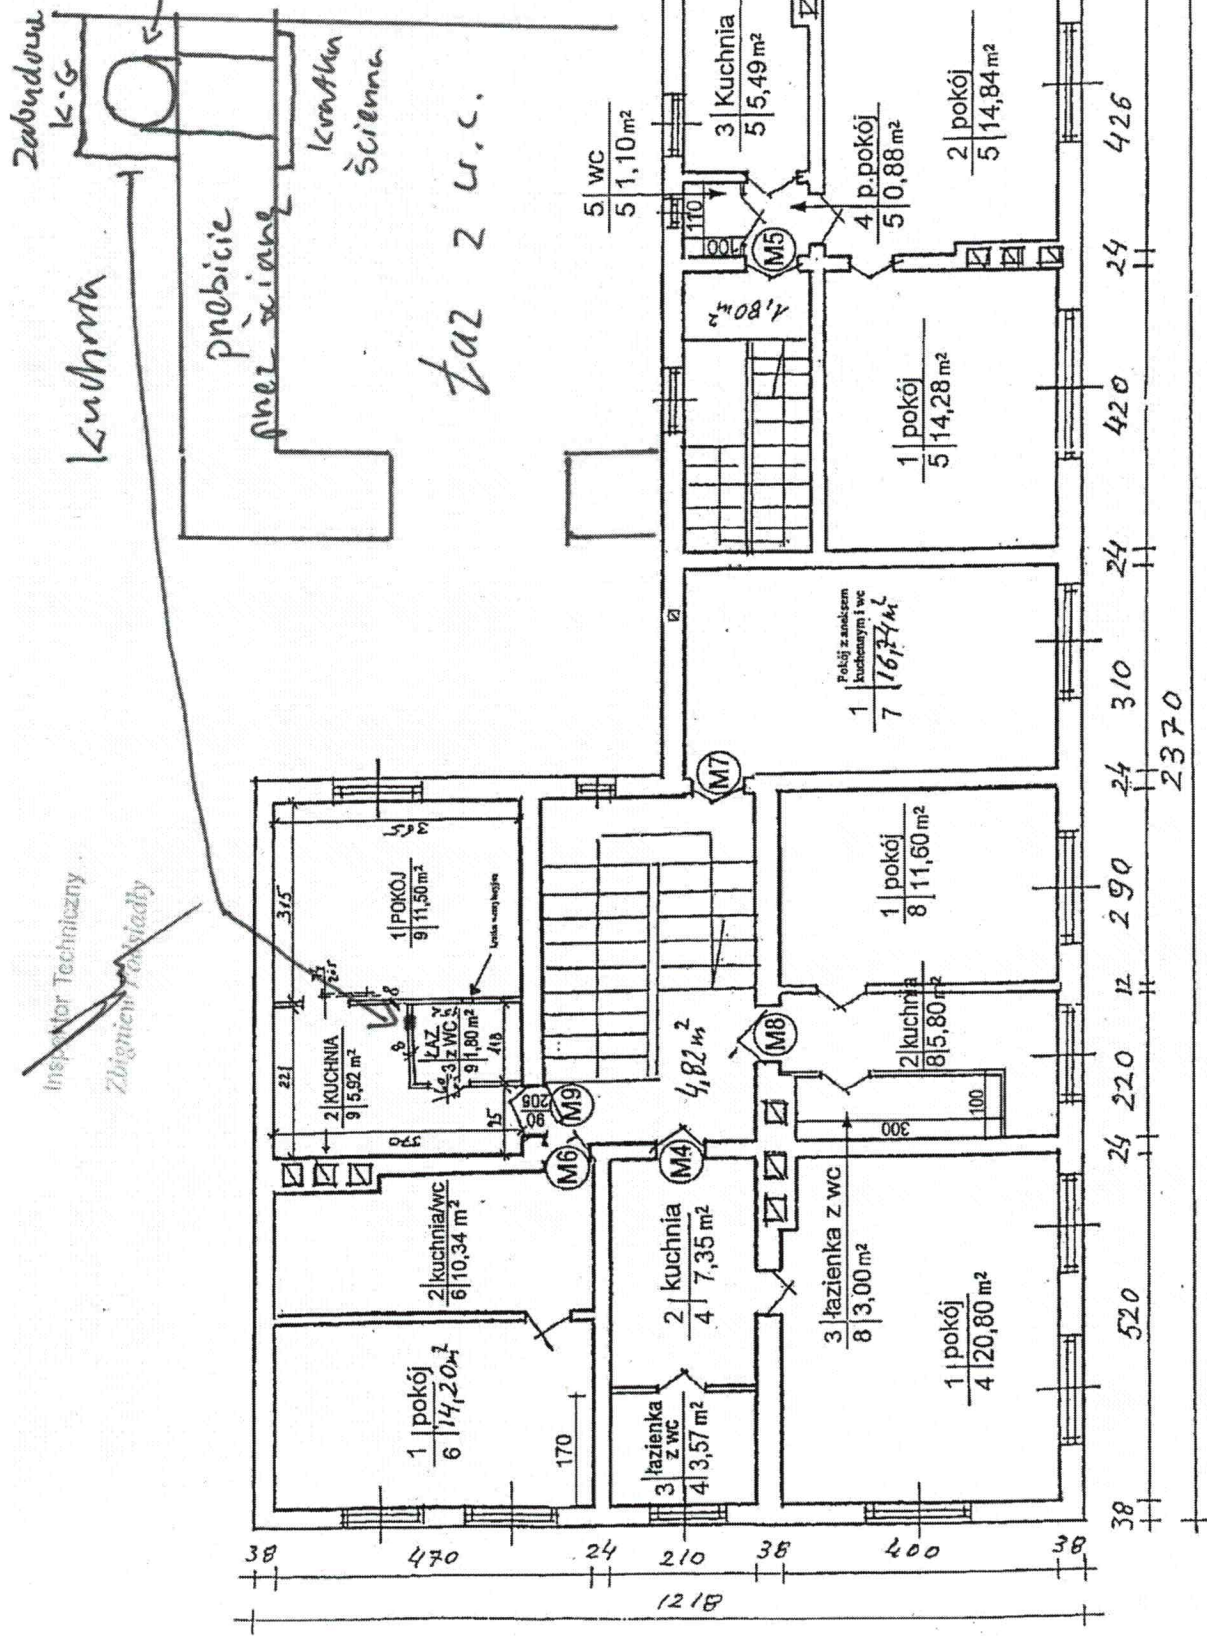 zabudowa
K-G
kuchnia
przebicie
przez ścianę
kratka
ścienna
łaz z w.c.
Inspektor Techniczny
Zbigniew Podsiadły
3 Kuchnia
5 5,49 m²
2 pokój
5 14,84 m²
5 wc
5 1,10 m²
4 p.pokój
5 0,88 m²
110
100
M5
1,80 m²
1 pokój
5 14,28 m²
1 Pokój z aneksem
kuchennym i wc
7 16,74 m²
M7
1 POKÓJ
9 11,50 m²
315
221
2 KUCHNIA
9 5,92 m²
ŁAZ
3 z WC
9 1,80 m²
8
8
95
90
205
M9
M6
M4
M8
4,82 m²
1 pokój
8 11,60 m²
2 kuchnia
8 5,80 m²
100
300
3 łazienka z wc
8 3,00 m²
2 kuchnia/wc
6 10,34 m²
1 pokój
6 14,20 m²
170
2 kuchnia
4 7,35 m²
3 łazienka
z wc
4 3,57 m²
1 pokój
4 20,80 m²
426
24
420
24
310
24
290
12
220
24
520
38
2370
38
470
24
210
38
400
38
1218